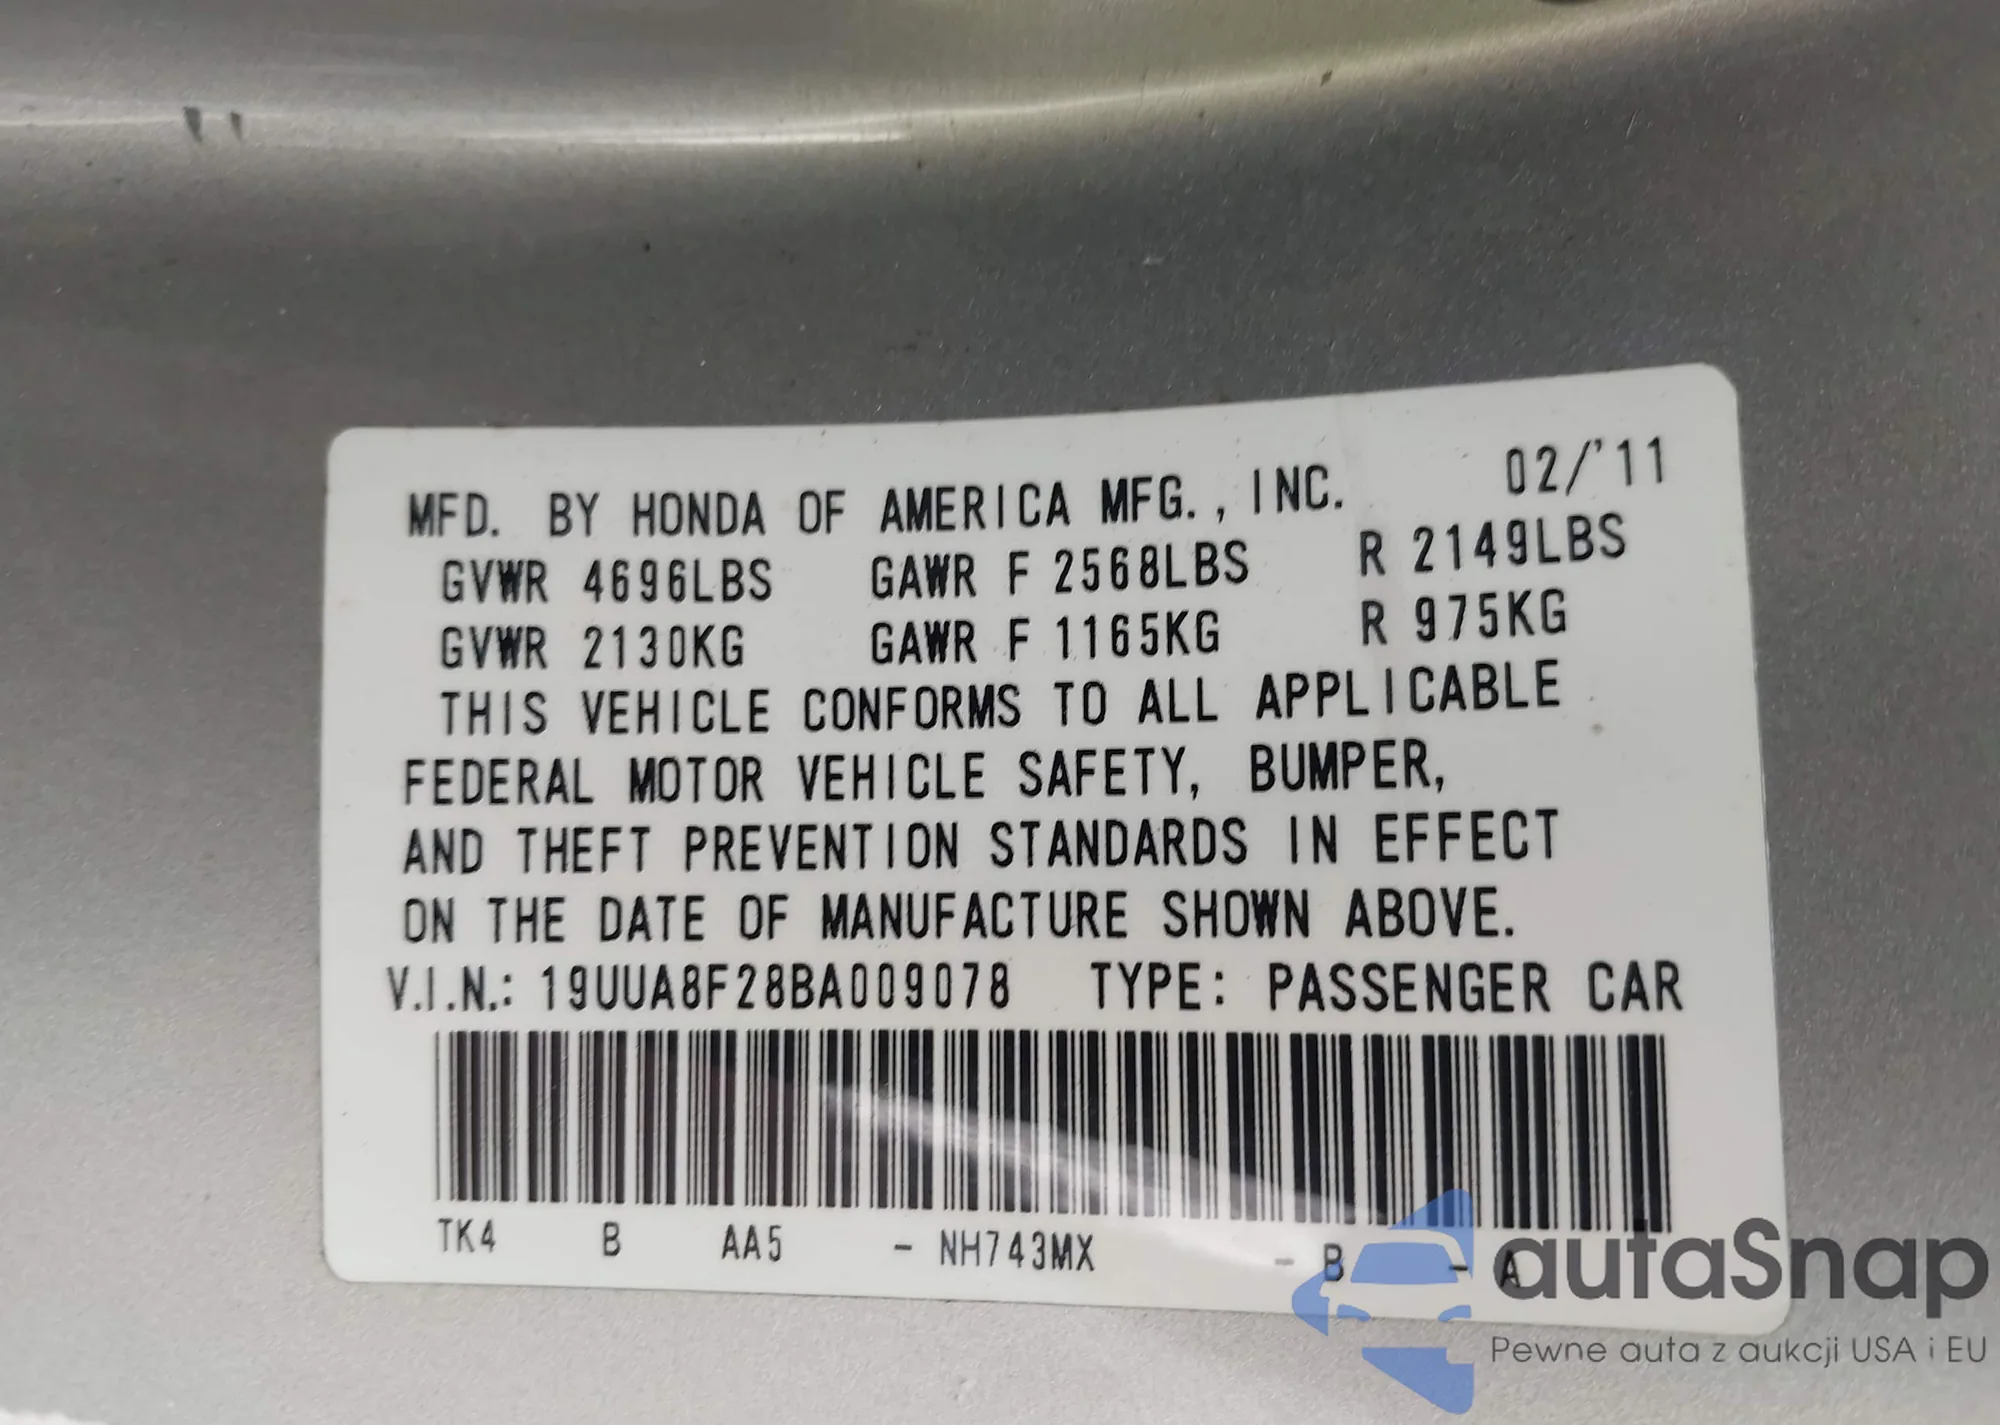 MFD. BY HONDA OF AMERICA MFG., INC. 02/'11
GVWR 4696LBS GAWR F 2568LBS R 2149LBS
GVWR 2130KG GAWR F 1165KG R 975KG
THIS VEHICLE CONFORMS TO ALL APPLICABLE
FEDERAL MOTOR VEHICLE SAFETY, BUMPER,
AND THEFT PREVENTION STANDARDS IN EFFECT
ON THE DATE OF MANUFACTURE SHOWN ABOVE.
V.I.N.: 19UUA8F28BA009078 TYPE: PASSENGER CAR
TK4 B AA5 - NH743MX - B - A
autaSnap
Pewne auta z aukcji USA i EU